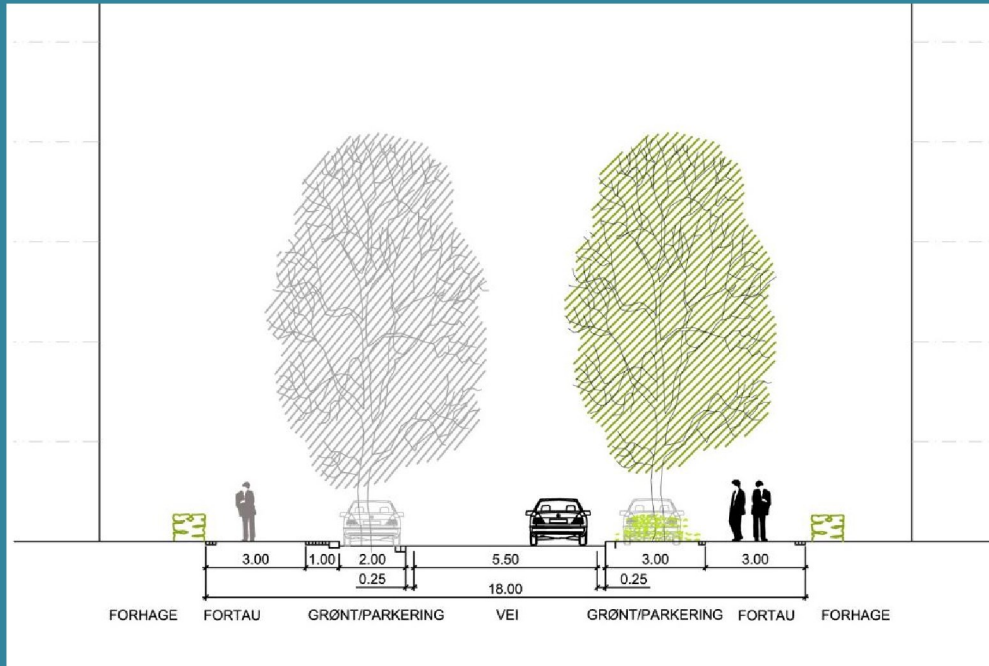 3.00 1.00 2.00 5.50 3.00 3.00
0.25 0.25
18.00
FORHAGE FORTAU GRØNT/PARKERING VEI GRØNT/PARKERING FORTAU FORHAGE